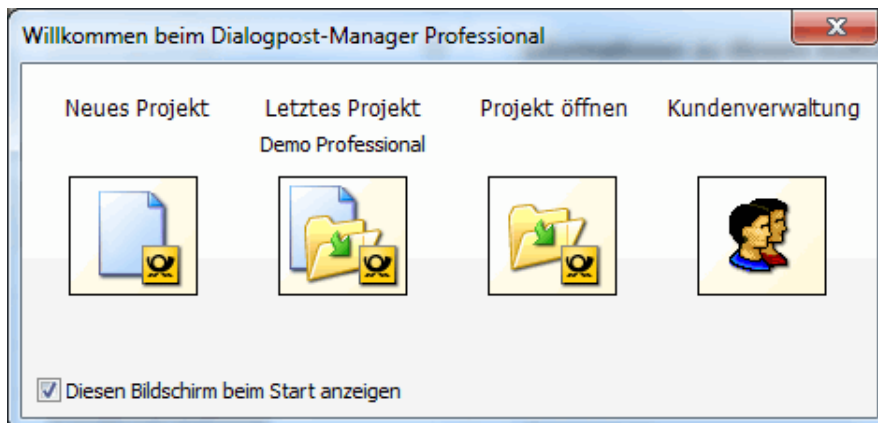 Willkommen beim Dialogpost-Manager Professional
Neues Projekt
Letztes Projekt
Demo Professional
Projekt öffnen
Kundenverwaltung
Diesen Bildschirm beim Start anzeigen